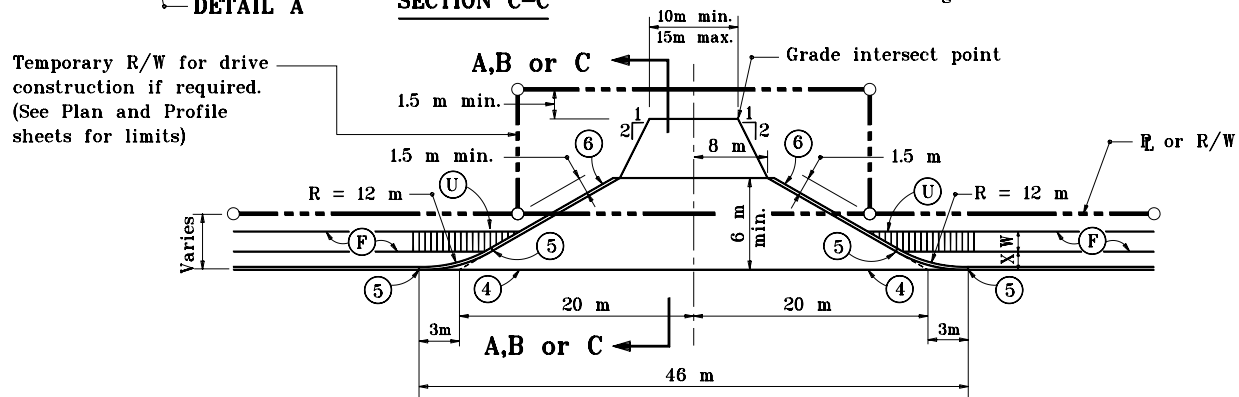 DETAIL A
SECTION C-C
10m min.
15m max.
Temporary R/W for drive
construction if required.
(See Plan and Profile
sheets for limits)
A,B or C
Grade intersect point
1.5 m min.
1
2
1
2
6
8 m
6
1.5 m min.
1.5 m
PL or R/W
R = 12 m
U
U
R = 12 m
Varies
F
5
6 m
min.
5
W
F
X
5
4
4
5
20 m
20 m
3m
3m
A,B or C
46 m